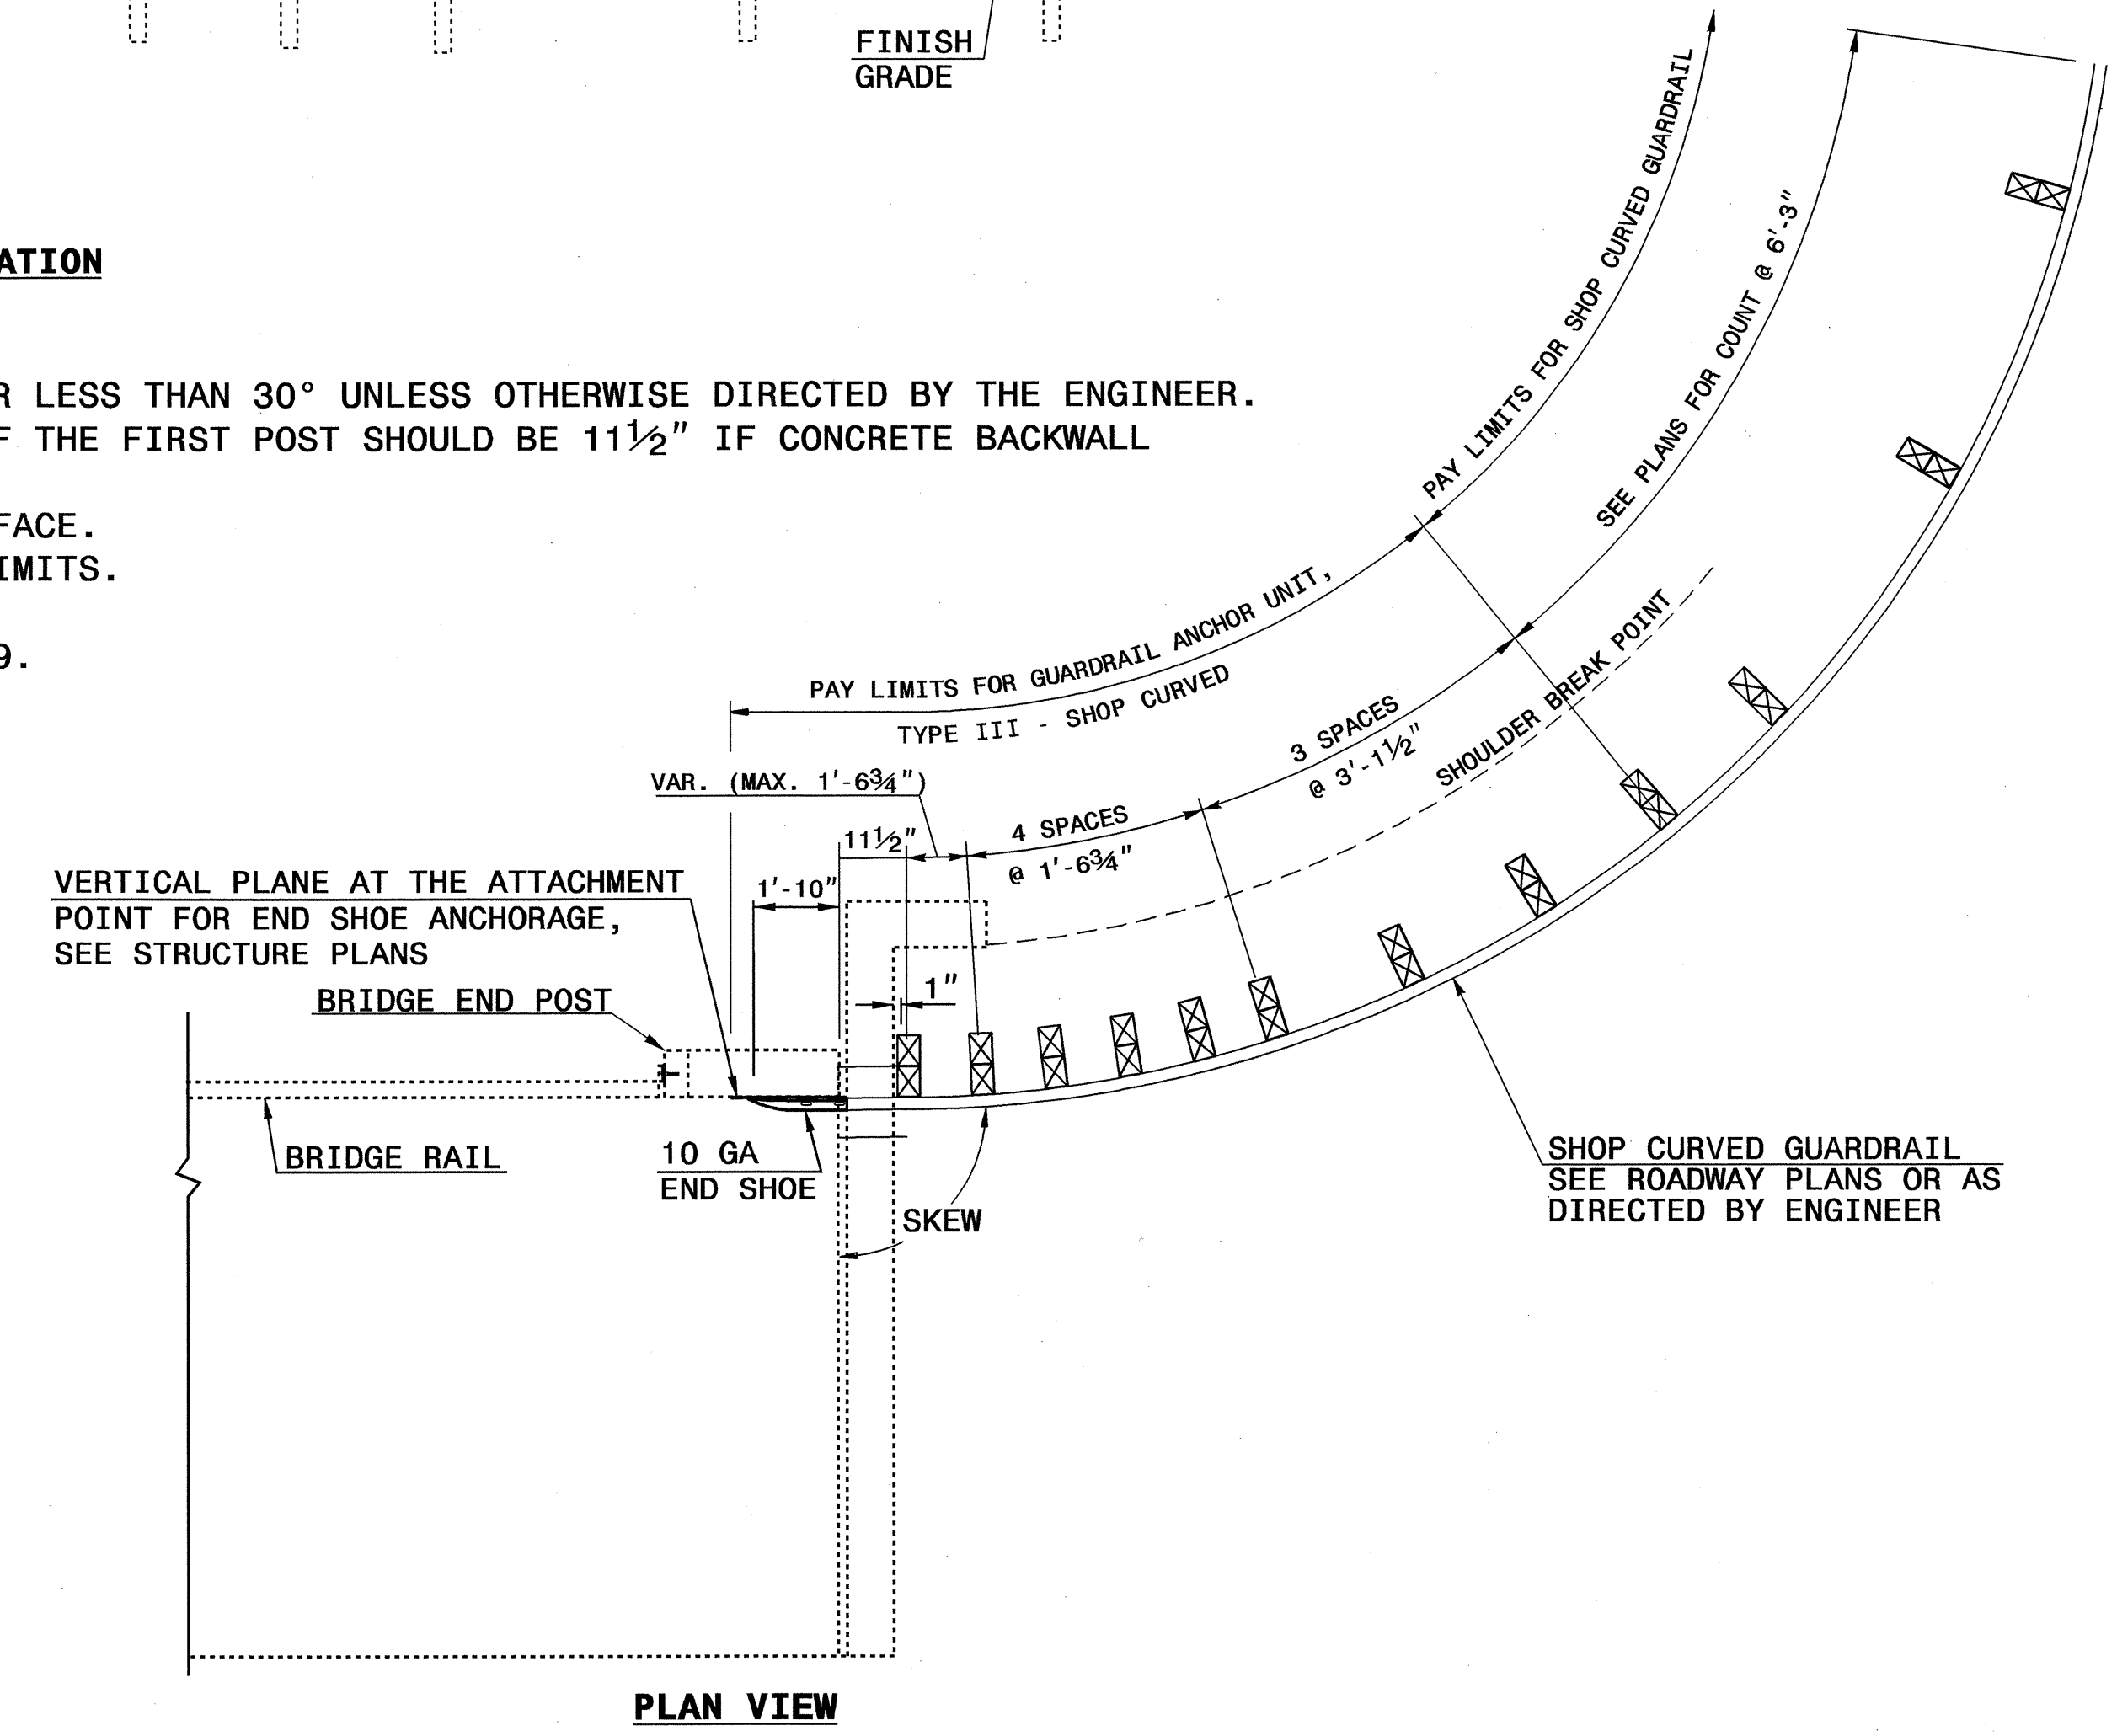 FINISH
GRADE
ATION
R LESS THAN 30° UNLESS OTHERWISE DIRECTED BY THE ENGINEER.
F THE FIRST POST SHOULD BE 11½" IF CONCRETE BACKWALL
FACE.
IMITS.
9.
PAY LIMITS FOR SHOP CURVED GUARDRAIL
SEE PLANS FOR COUNT @ 6'-3"
PAY LIMITS FOR GUARDRAIL ANCHOR UNIT,
TYPE III - SHOP CURVED
SHOULDER BREAK POINT
3 SPACES
@ 3'-1½"
VAR. (MAX. 1'-6¾")
4 SPACES
@ 1'-6¾"
11½"
1'-10"
VERTICAL PLANE AT THE ATTACHMENT
POINT FOR END SHOE ANCHORAGE,
SEE STRUCTURE PLANS
1"
BRIDGE END POST
BRIDGE RAIL
10 GA
END SHOE
SKEW
SHOP CURVED GUARDRAIL
SEE ROADWAY PLANS OR AS
DIRECTED BY ENGINEER
PLAN VIEW